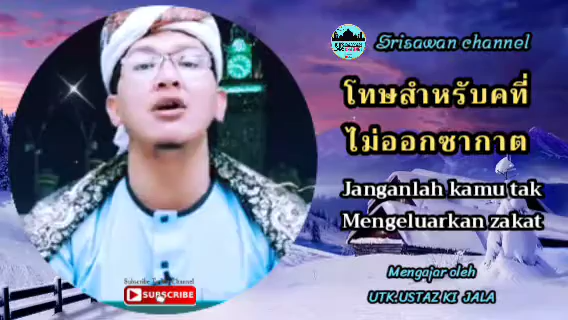 Srisawan channel
โทษสำหรับคที่
ไม่ออกซากาต
Janganlah kamu tak
Mengeluarkan zakat
Mengajar oleh
UTK.USTAZ KI JALA
SUBSCRIBE